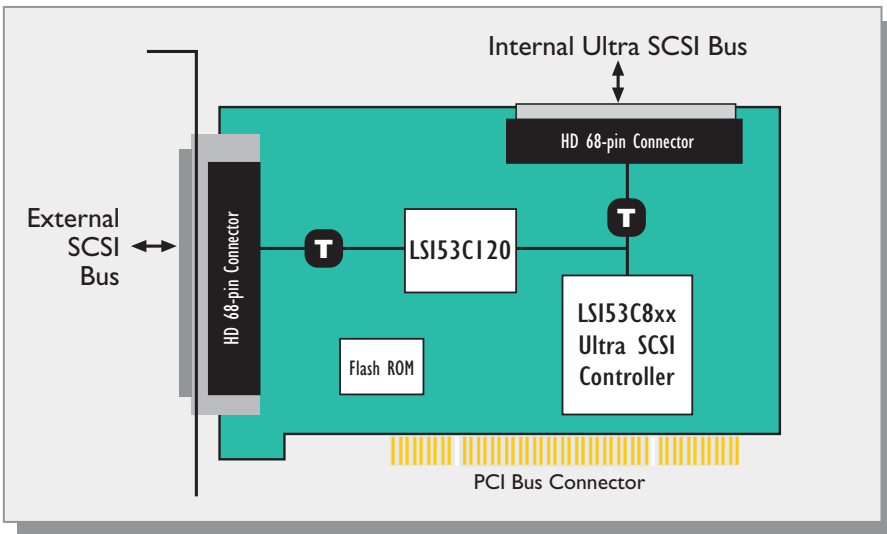 Internal Ultra SCSI Bus
HD 68-pin Connector
T
External
SCSI
Bus
HD 68-pin Connector
T
LSI53C120
LSI53C8xx
Ultra SCSI
Controller
Flash ROM
PCI Bus Connector